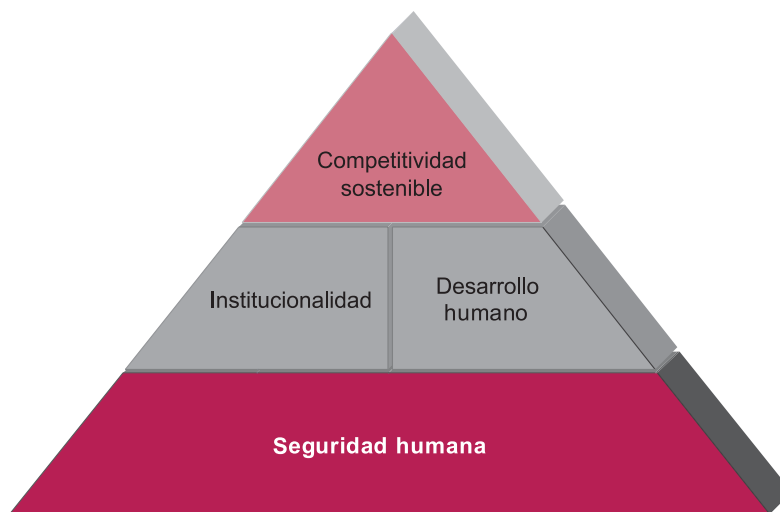 Competitividad
sostenible
Institucionalidad
Desarrollo
humano
Seguridad humana